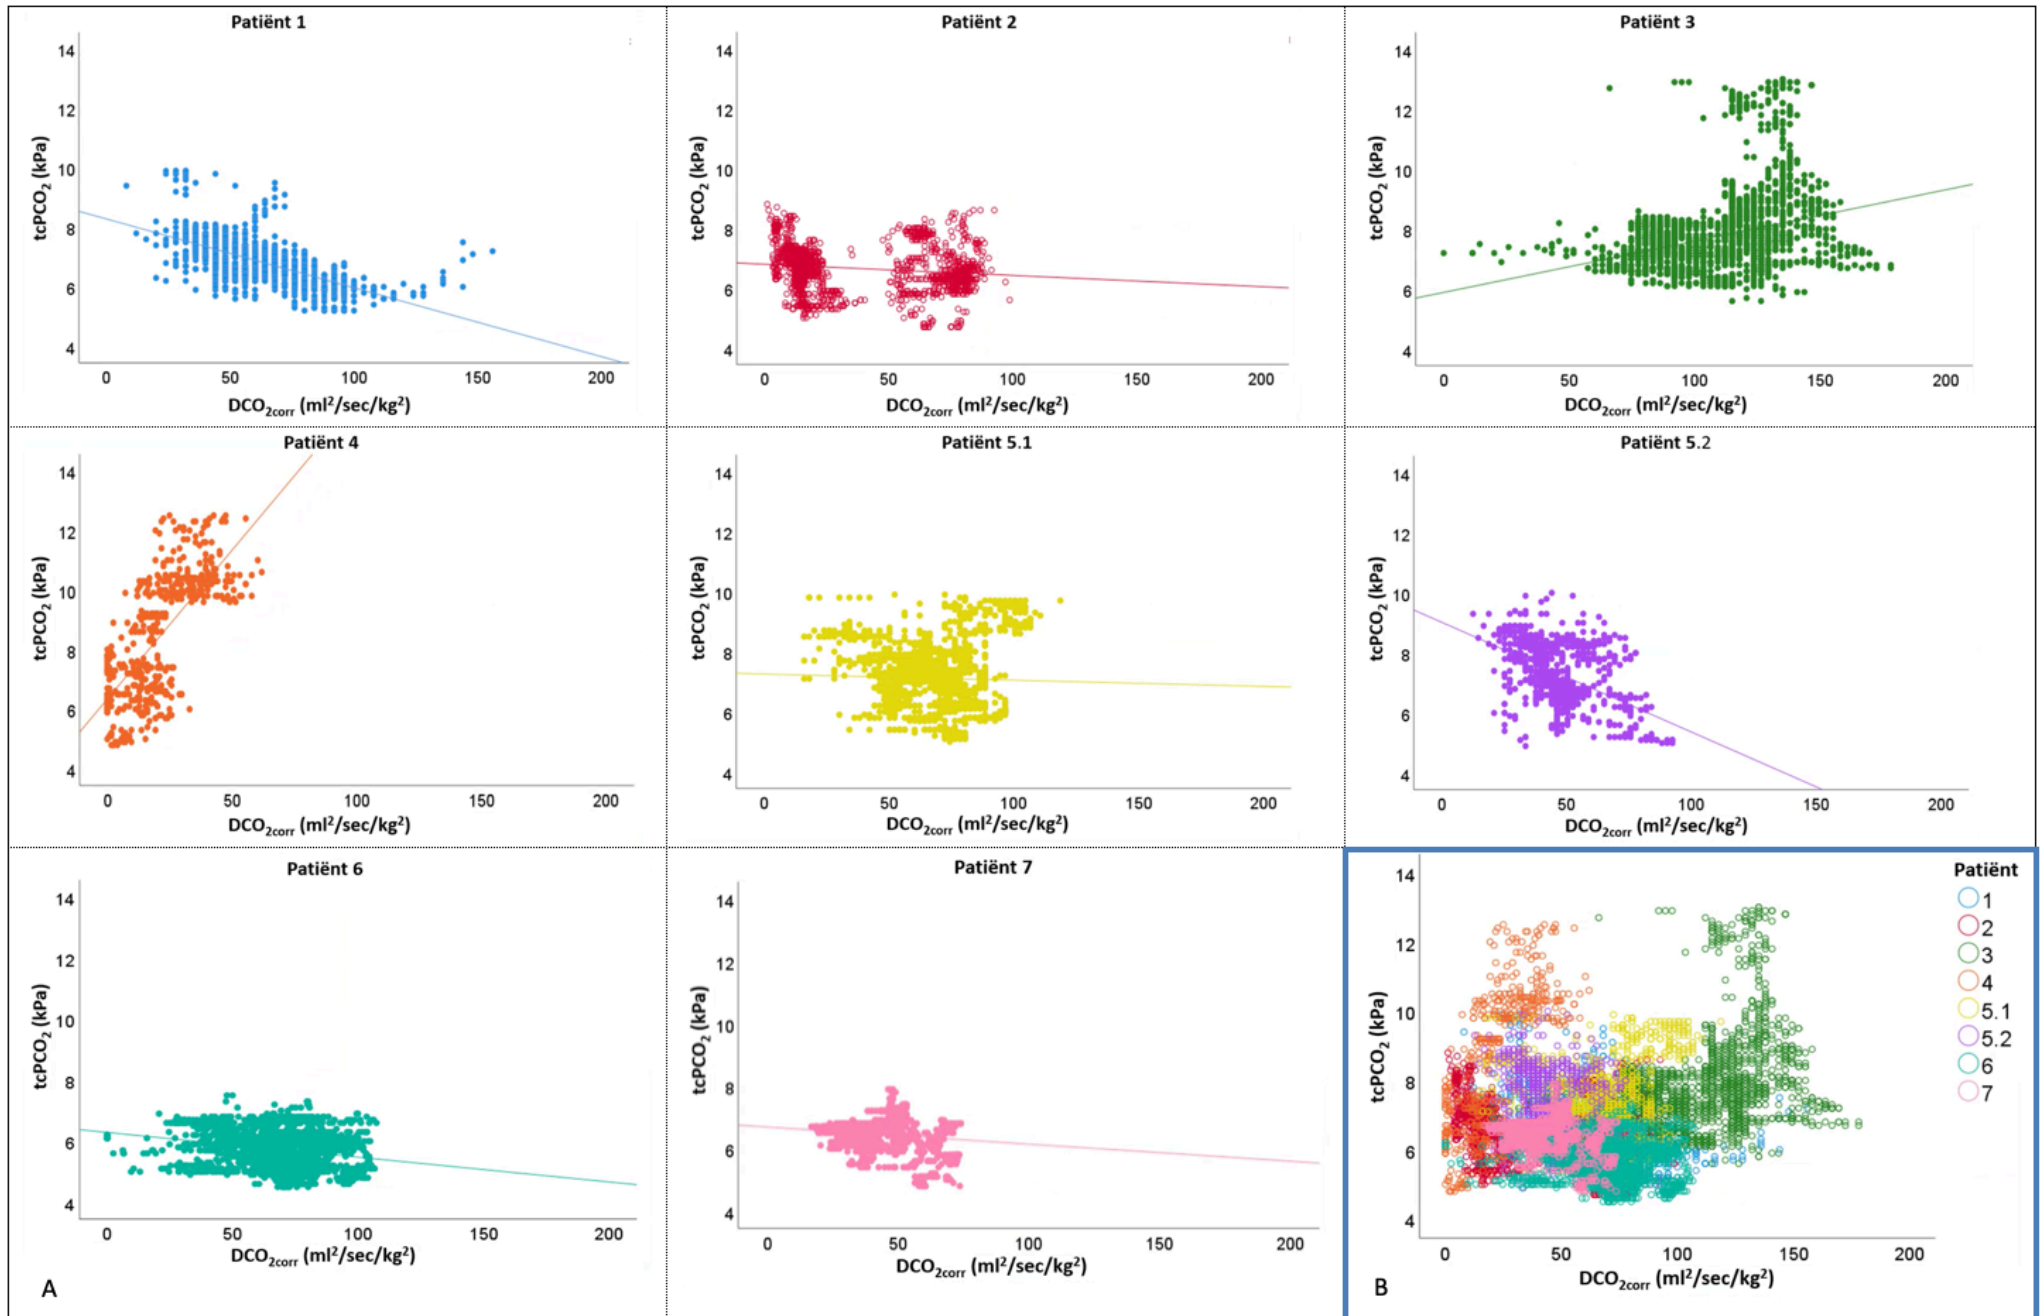 Patiënt 1
14
12
10
8
6
4
tcPCO₂ (kPa)
0 50 100 150 200
DCO₂corr (ml²/sec/kg²)
Patiënt 2
14
12
10
8
6
4
tcPCO₂ (kPa)
0 50 100 150 200
DCO₂corr (ml²/sec/kg²)
Patiënt 3
14
12
10
8
6
4
tcPCO₂ (kPa)
0 50 100 150 200
DCO₂corr (ml²/sec/kg²)
Patiënt 4
14
12
10
8
6
4
tcPCO₂ (kPa)
0 50 100 150 200
DCO₂corr (ml²/sec/kg²)
Patiënt 5.1
14
12
10
8
6
4
tcPCO₂ (kPa)
0 50 100 150 200
DCO₂corr (ml²/sec/kg²)
Patiënt 5.2
14
12
10
8
6
4
tcPCO₂ (kPa)
0 50 100 150 200
DCO₂corr (ml²/sec/kg²)
Patiënt 6
14
12
10
8
6
4
tcPCO₂ (kPa)
0 50 100 150 200
DCO₂corr (ml²/sec/kg²)
A
Patiënt 7
14
12
10
8
6
4
tcPCO₂ (kPa)
0 50 100 150 200
DCO₂corr (ml²/sec/kg²)
14
12
10
8
6
4
tcPCO₂ (kPa)
0 50 100 150 200
DCO₂corr (ml²/sec/kg²)
Patiënt
1
2
3
4
5.1
5.2
6
7
B